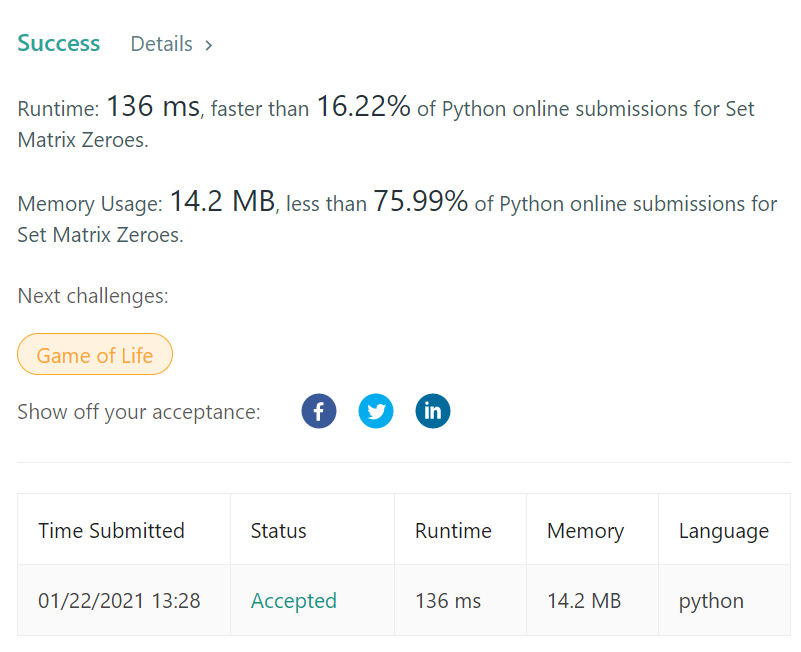 Success Details >
Runtime: 136 ms, faster than 16.22% of Python online submissions for Set
Matrix Zeroes.
Memory Usage: 14.2 MB, less than 75.99% of Python online submissions for
Set Matrix Zeroes.
Next challenges:
Game of Life
Show off your acceptance: f in
Time Submitted Status Runtime Memory Language
01/22/2021 13:28 Accepted 136 ms 14.2 MB python